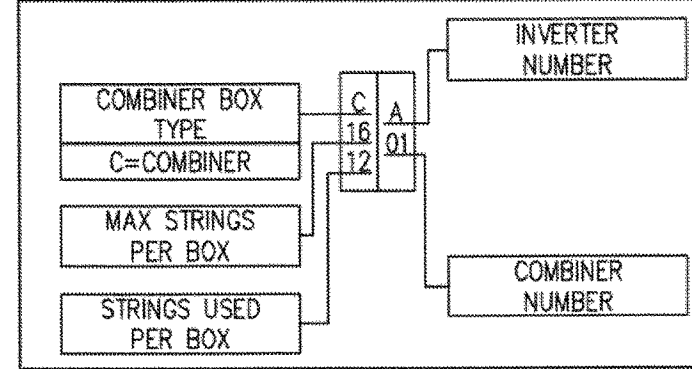 COMBINER BOX
TYPE
C=COMBINER
MAX STRINGS
PER BOX
STRINGS USED
PER BOX
C
16
12
A
01
INVERTER
NUMBER
COMBINER
NUMBER